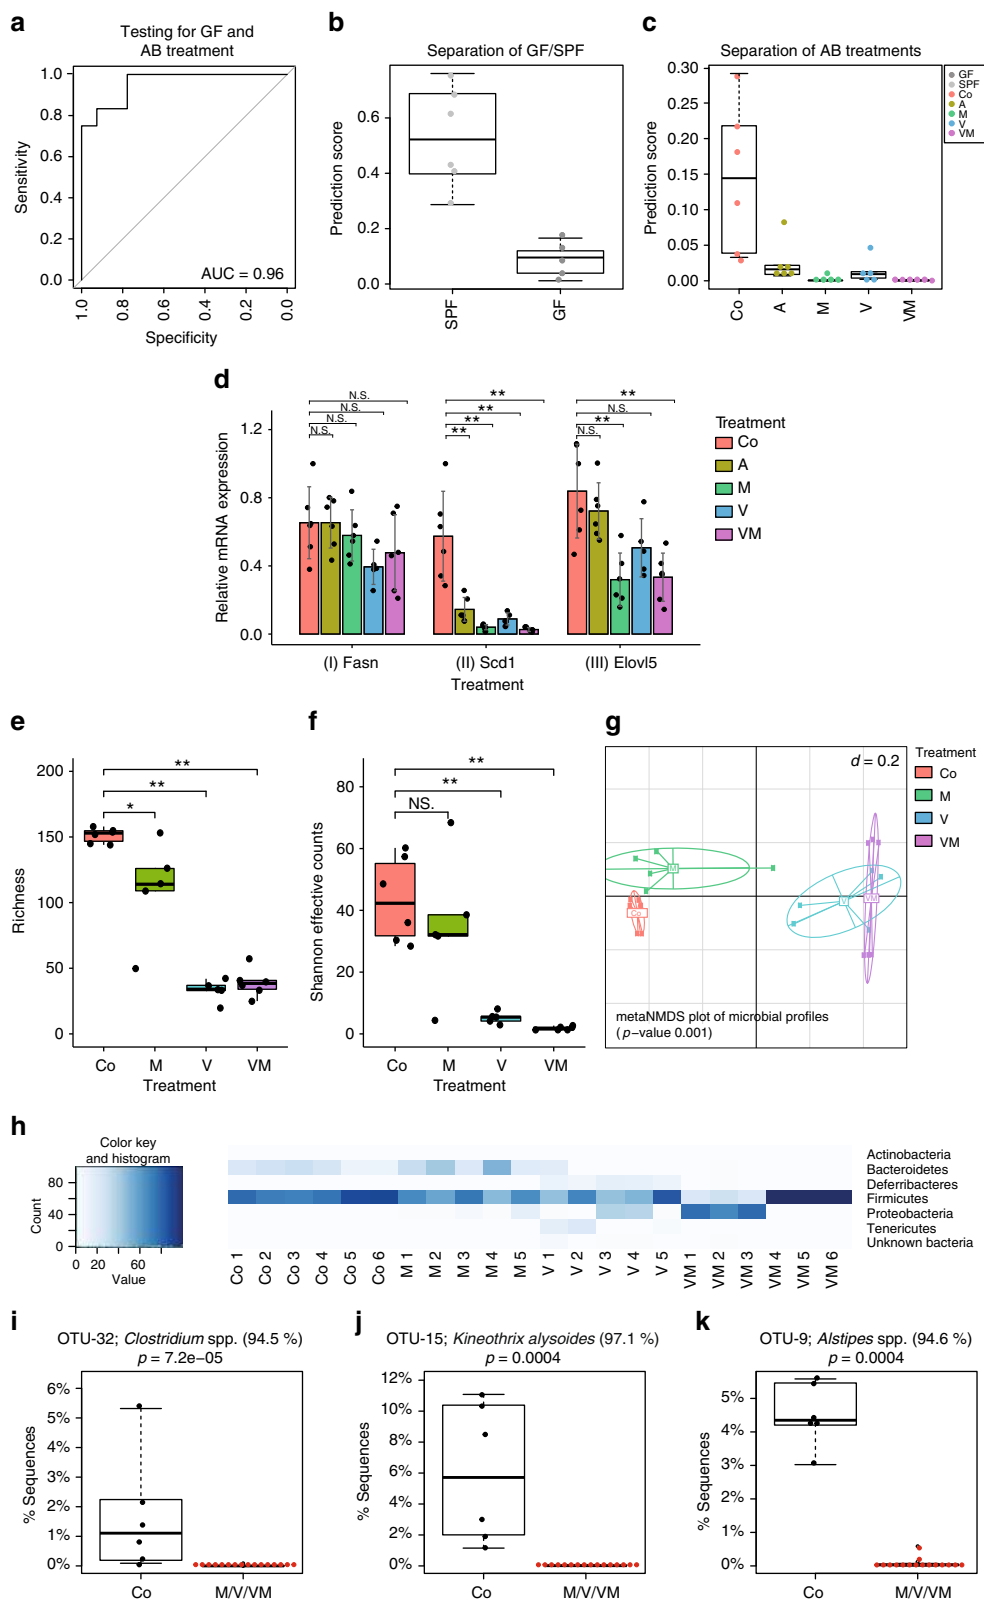 a
Testing for GF and
AB treatment
1.0
0.8
0.6
0.4
0.2
0.0
Sensitivity
AUC = 0.96
1.0
0.8
0.6
0.4
0.2
0.0
Specificity
b
Separation of GF/SPF
Prediction score
0.6
0.4
0.2
0.0
SPF
GF
c
Separation of AB treatments
Prediction score
0.30
0.25
0.20
0.15
0.10
0.05
0.00
Co
A
M
V
VM
GF
SPF
Co
A
M
V
VM
d
Relative mRNA expression
1.2
0.8
0.4
0.0
N.S.
N.S.
N.S.
N.S.
**
**
**
**
**
N.S.
**
N.S.
(I) Fasn
(II) Scd1
(III) Elovl5
Treatment
Treatment
Co
A
M
V
VM
e
Richness
200
150
100
50
0
**
**
*
Co
M
V
VM
Treatment
f
Shannon effective counts
80
60
40
20
0
**
**
NS.
Co
M
V
VM
Treatment
g
d = 0.2
M
Co
V
VM
metaNMDS plot of microbial profiles
(p−value 0.001)
Treatment
Co
M
V
VM
h
Color key
and histogram
Count
80
40
0
0 20 60
Value
Actinobacteria
Bacteroidetes
Deferribacteres
Firmicutes
Proteobacteria
Tenericutes
Unknown bacteria
Co 1
Co 2
Co 3
Co 4
Co 5
Co 6
M 1
M 2
M 3
M 4
M 5
V 1
V 2
V 3
V 4
V 5
VM 1
VM 2
VM 3
VM 4
VM 5
VM 6
i
OTU-32; Clostridium spp. (94.5 %)
p = 7.2e−05
% Sequences
6%
5%
4%
3%
2%
1%
0%
Co
M/V/VM
j
OTU-15; Kineothrix alysoides (97.1 %)
p = 0.0004
% Sequences
12%
10%
8%
6%
4%
2%
0%
Co
M/V/VM
k
OTU-9; Alstipes spp. (94.6 %)
p = 0.0004
% Sequences
5%
4%
3%
2%
1%
0%
Co
M/V/VM